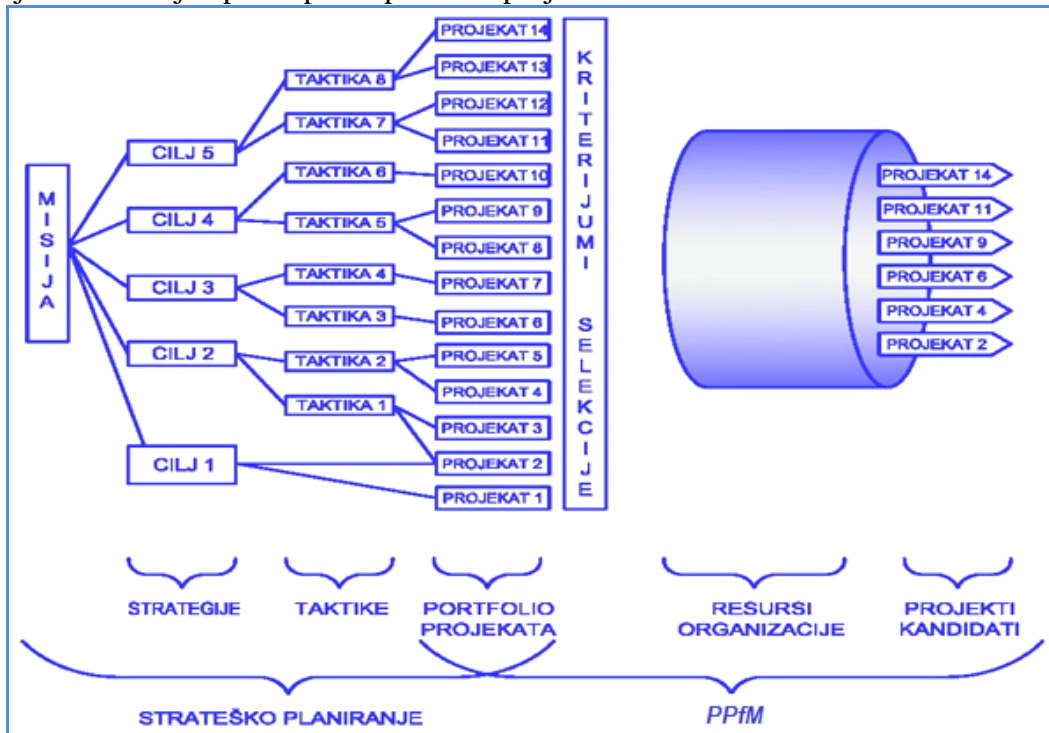 MISIJA
CILJ 5
CILJ 4
CILJ 3
CILJ 2
CILJ 1
TAKTIKA 8
TAKTIKA 7
TAKTIKA 6
TAKTIKA 5
TAKTIKA 4
TAKTIKA 3
TAKTIKA 2
TAKTIKA 1
PROJEKAT 14
PROJEKAT 13
PROJEKAT 12
PROJEKAT 11
PROJEKAT 10
PROJEKAT 9
PROJEKAT 8
PROJEKAT 7
PROJEKAT 6
PROJEKAT 5
PROJEKAT 4
PROJEKAT 3
PROJEKAT 2
PROJEKAT 1
KRITERIJUMI SELEKCIJE
PROJEKAT 14
PROJEKAT 11
PROJEKAT 9
PROJEKAT 6
PROJEKAT 4
PROJEKAT 2
STRATEGIJE
TAKTIKE
PORTFOLIO
PROJEKATA
RESURSI
ORGANIZACIJE
PROJEKTI
KANDIDATI
STRATEŠKO PLANIRANJE
PPfM